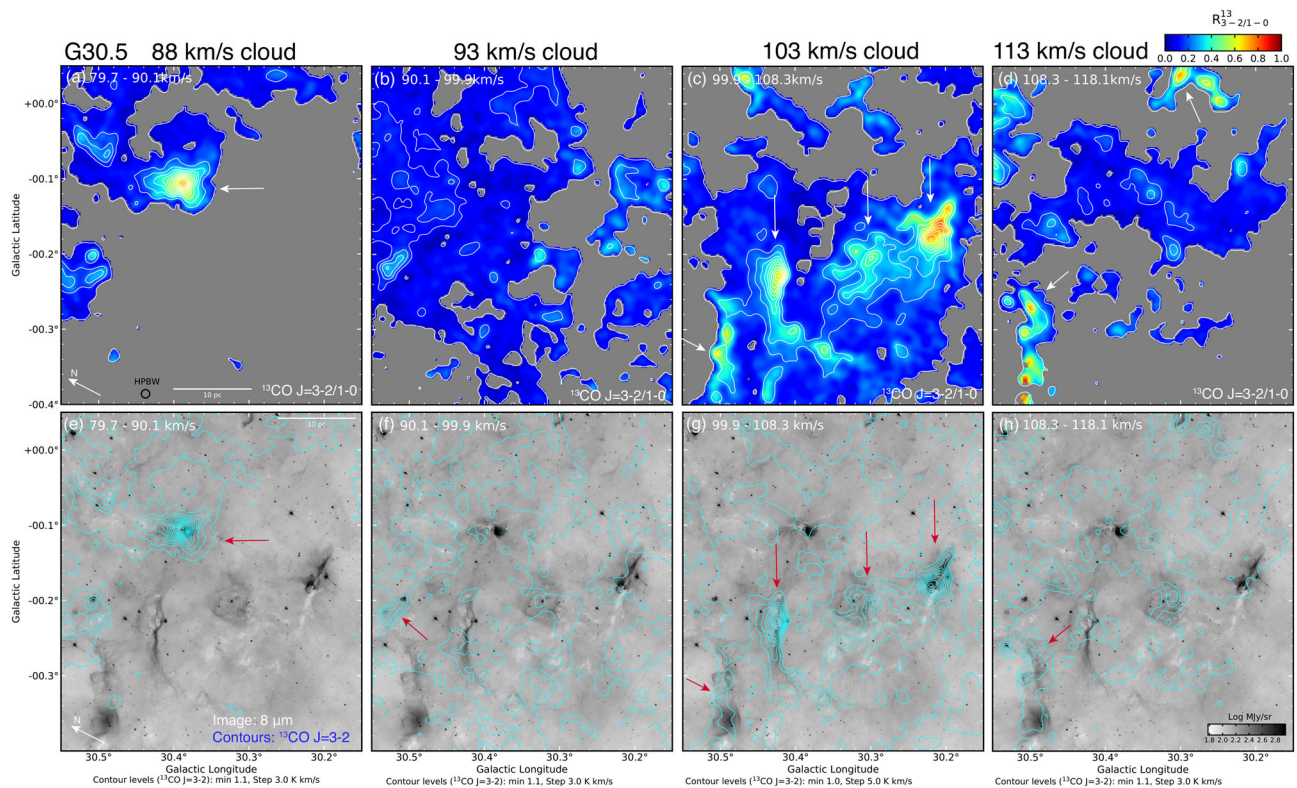 R¹³3−2/1−0
G30.5 88 km/s cloud
93 km/s cloud
103 km/s cloud
113 km/s cloud
0.0 0.2 0.4 0.6 0.8 1.0
(a) 79.7 - 90.1km/s
(b) 90.1 - 99.9km/s
(c) 99.9 - 108.3km/s
(d) 108.3 - 118.1km/s
+00.0°
-00.1°
-00.2°
-00.3°
-00.4°
Galactic Latitude
N
HPBW
10 pc
¹³CO J=3-2/1-0
¹³CO J=3-2/1-0
¹³CO J=3-2/1-0
¹³CO J=3-2/1-0
(e) 79.7 - 90.1 km/s
10 pc
(f) 90.1 - 99.9 km/s
(g) 99.9 - 108.3 km/s
(h) 108.3 - 118.1 km/s
+00.0°
-00.1°
-00.2°
-00.3°
Galactic Latitude
N
Image: 8 μm
Contours: ¹³CO J=3-2
Log MJy/sr
1.8 2.0 2.2 2.4 2.6 2.8
30.5° 30.4° 30.3° 30.2°
30.5° 30.4° 30.3° 30.2°
30.5° 30.4° 30.3° 30.2°
30.5° 30.4° 30.3° 30.2°
Galactic Longitude
Galactic Longitude
Galactic Longitude
Galactic Longitude
Contour levels (¹³CO J=3-2): min 1.1, Step 3.0 K km/s
Contour levels (¹³CO J=3-2): min 1.1, Step 3.0 K km/s
Contour levels (¹³CO J=3-2): min 1.0, Step 5.0 K km/s
Contour levels (¹³CO J=3-2): min 1.1, Step 3.0 K km/s